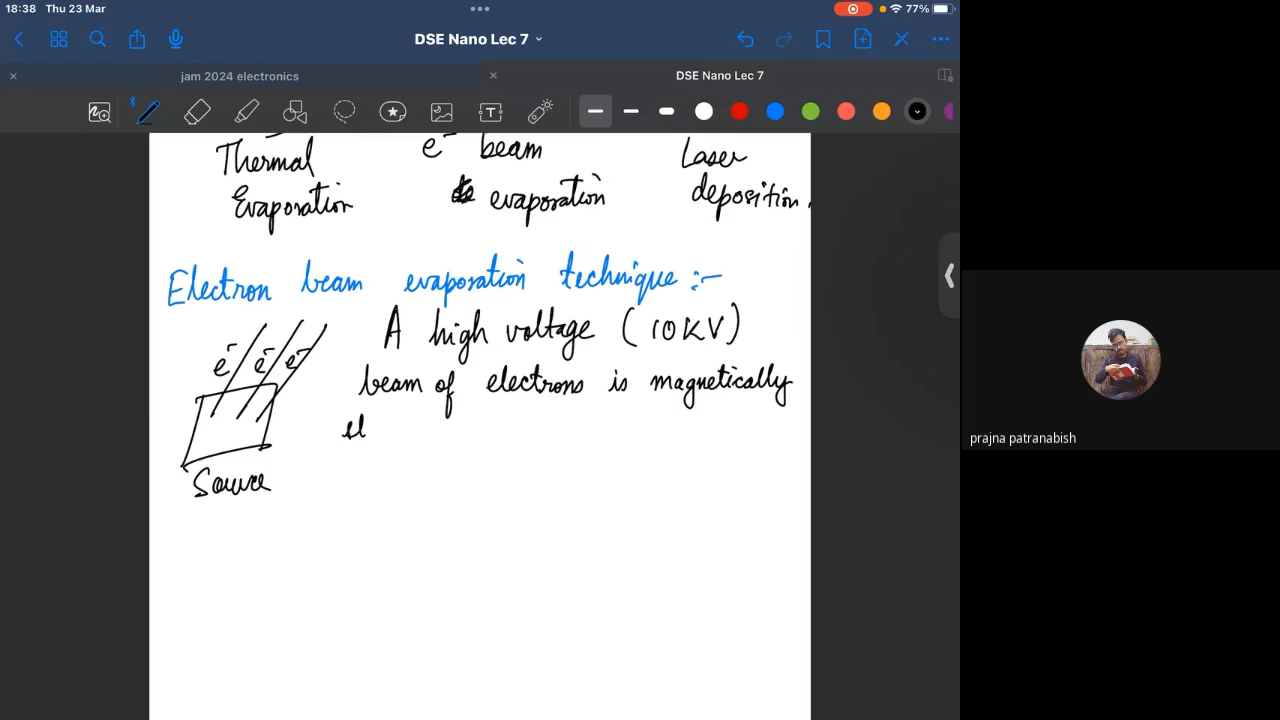 18:38 Thu 23 Mar
77%
DSE Nano Lec 7
jam 2024 electronics
DSE Nano Lec 7
T
Thermal Evaporation
e⁻ beam evaporation
Laser deposition.
Electron beam evaporation technique :-
A high voltage (10KV)
beam of electrons is magnetically
e⁻ e⁻ e⁻
Source
prajna patranabish